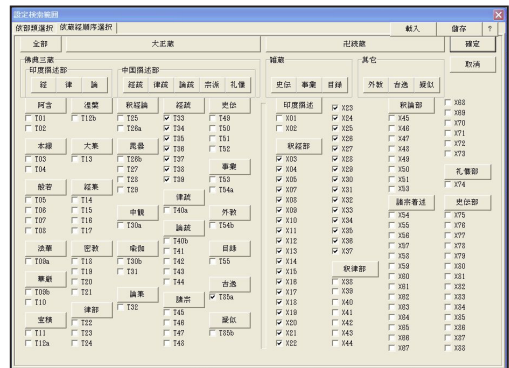 設定検索範囲
依部類選択 依蔵経順序選択 載入 儲存 ?
全部 大正蔵 卍続蔵 確定
取消
佛典三蔵 雑蔵 其它
印度撰述部 中国撰述部
経 律 論 経疏 律疏 論疏 宗派 礼懺 史伝 事彙 目録 外教 古逸 疑似
阿含 涅槃 釈経論 経疏 史伝 印度撰述 X23 釈論部 X68
T01 T12b T25 T33 T49 X01 X24 X45 X69
T02 T26a T34 T50 X02 X25 X46 X70
T35 T51 X26 X47 X71
本縁 大集 毘曇 T36 T52 釈経部 X27 X48 X72
T03 T13 T26b T37 X03 X28 X49 X73
T04 T27 T38 事彙 X04 X29 X50
般若 経集 T28 T39 T53 X05 X30 X51 礼懺部
T05 T14 T29 律疏 T54a X07 X31 X53 X74
T06 T15 中観 T40a 外教 X08 X32 諸宗着述 史伝部
T07 T16 T30a 論疏 T54b X09 X33 X54 X75
T08 T17 X10 X34 X55 X76
法華 密教 瑜伽 T40b 目録 X11 X35 X56 X77
T09a T18 T30b T41 T55 X12 X36 X57 X78
T19 T31 T42 X13 X37 X58 X79
華厳 T20 T43 古逸 X14 釈律部 X59 X80
T09b T21 論集 T44 T85a X15 X38 X60 X81
T10 律部 T32 諸宗 X16 X39 X61 X82
宝積 T22 T45 疑似 X17 X40 X62 X83
T11 T23 T46 T85b X18 X41 X63 X84
T12a T24 T47 X19 X42 X64 X85
T48 X20 X43 X65 X86
X21 X44 X66 X87
X22 X67 X88